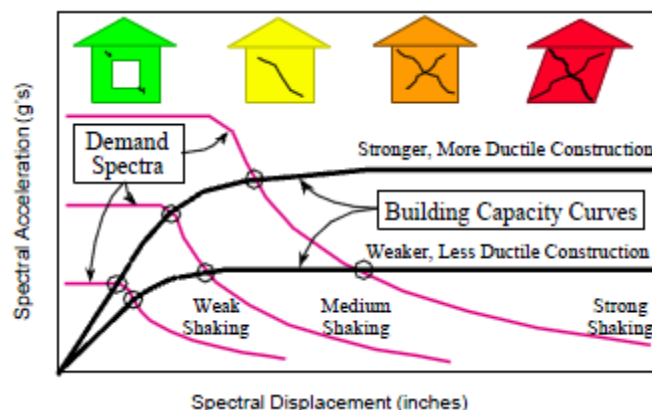 Demand
Spectra
Stronger, More Ductile Construction
Building Capacity Curves
Weaker, Less Ductile Construction
Weak
Shaking
Medium
Shaking
Strong
Shaking
Spectral Acceleration (g's)
Spectral Displacement (inches)